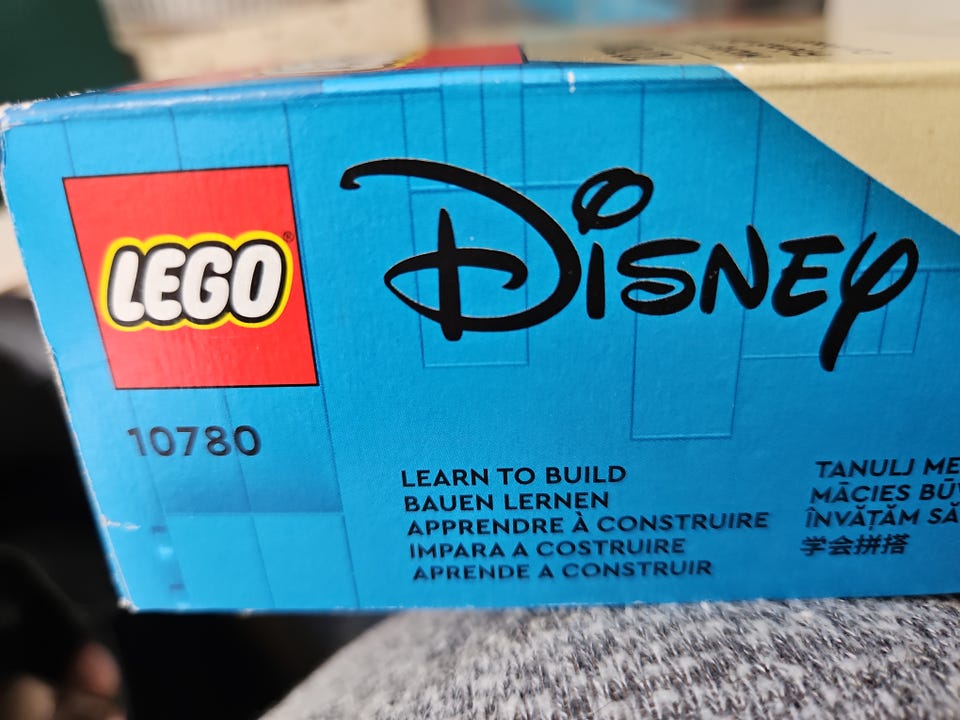 LEGO®
DISNEY
10780
LEARN TO BUILD
BAUEN LERNEN
APPRENDRE À CONSTRUIRE
IMPARA A COSTRUIRE
APRENDE A CONSTRUIR
TANULJ
MĀCIES
ÎNVĂȚĂM SĂ
学会拼搭